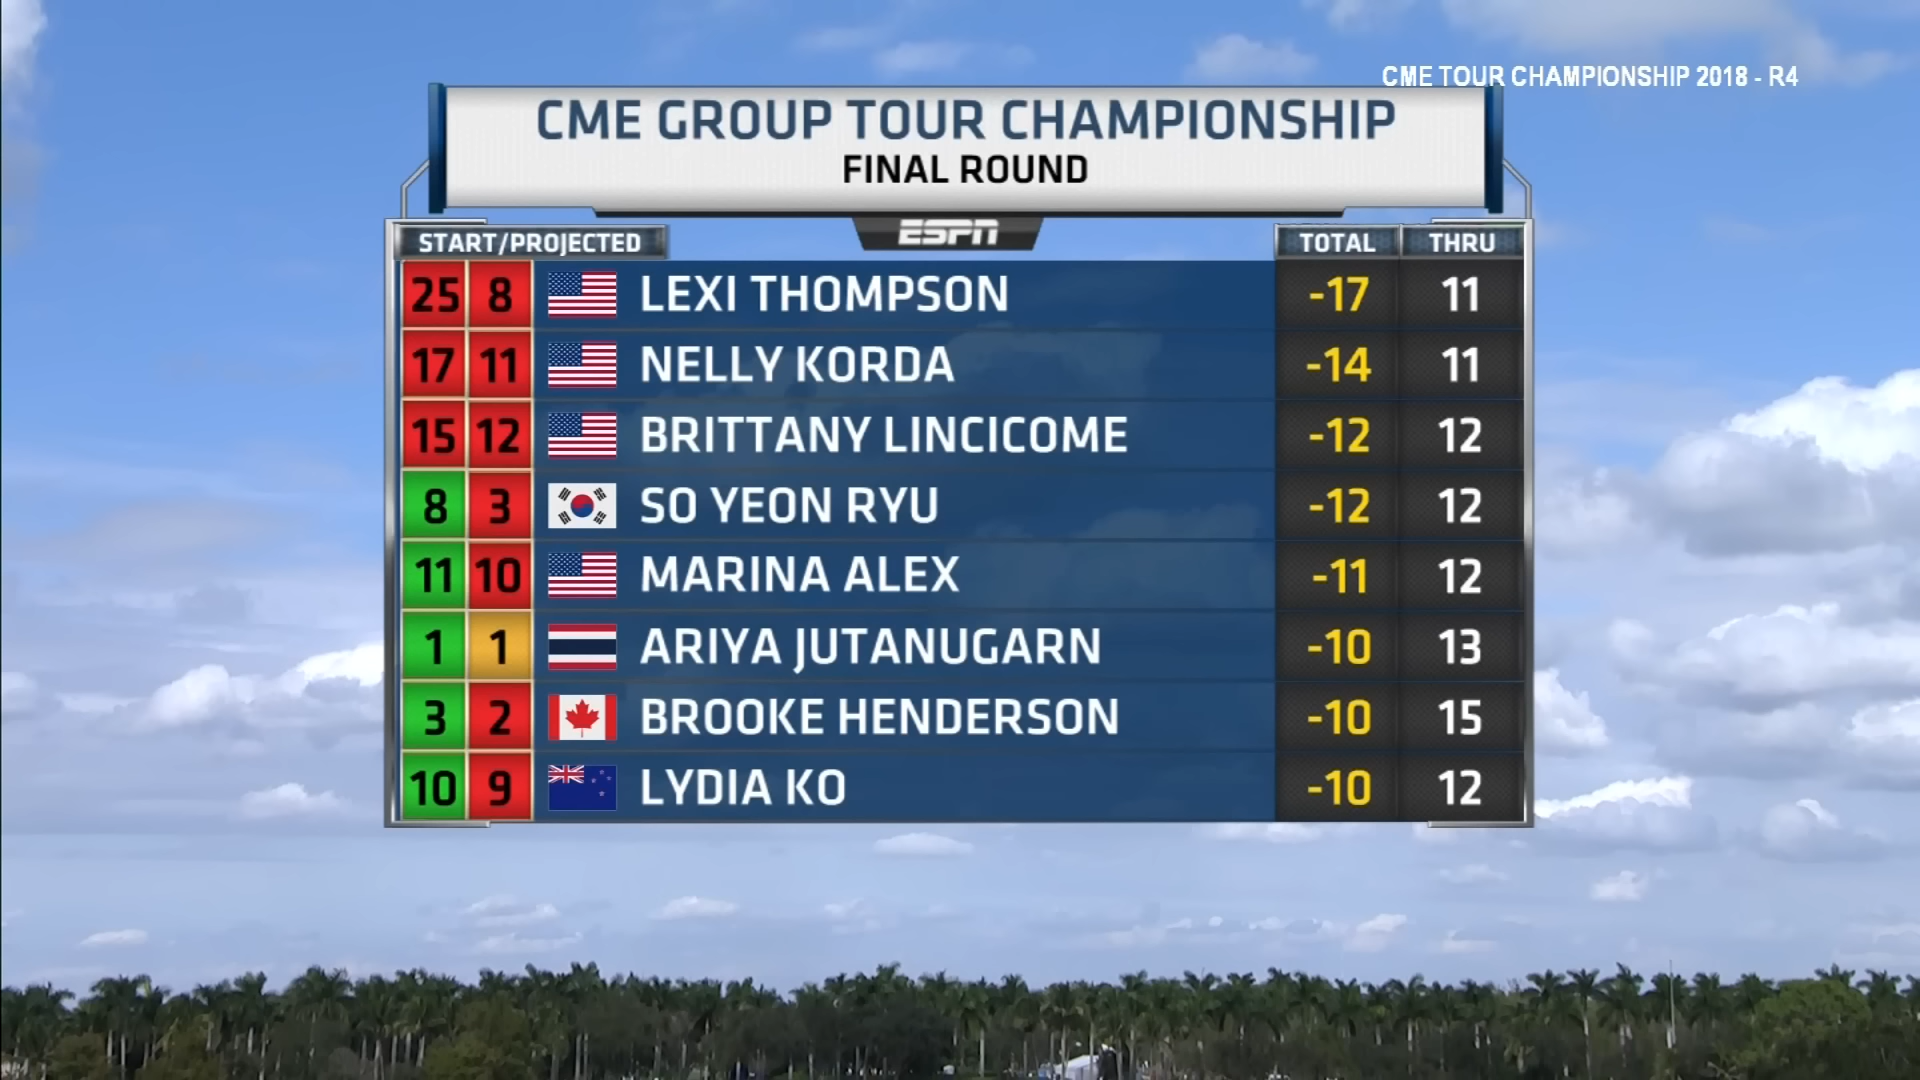 CME TOUR CHAMPIONSHIP 2018 - R4
CME GROUP TOUR CHAMPIONSHIP
FINAL ROUND
ESPN
START/PROJECTED TOTAL THRU
25 8 LEXI THOMPSON -17 11
17 11 NELLY KORDA -14 11
15 12 BRITTANY LINCICOME -12 12
8 3 SO YEON RYU -12 12
11 10 MARINA ALEX -11 12
1 1 ARIYA JUTANUGARN -10 13
3 2 BROOKE HENDERSON -10 15
10 9 LYDIA KO -10 12